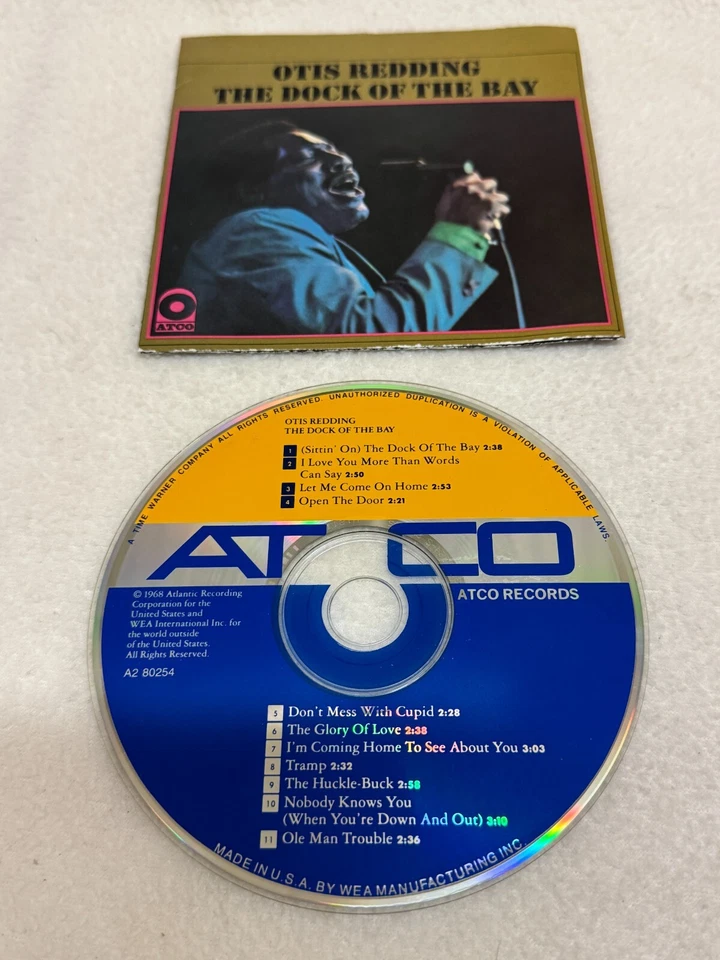 OTIS REDDING
THE DOCK OF THE BAY
ATCO
A TIME WARNER COMPANY ALL RIGHTS RESERVED. UNAUTHORIZED DUPLICATION IS A VIOLATION OF APPLICABLE LAWS.
OTIS REDDING
THE DOCK OF THE BAY
1 (Sittin' On) The Dock Of The Bay 2:38
2 I Love You More Than Words
Can Say 2:50
3 Let Me Come On Home 2:53
4 Open The Door 2:21
ATCO
ATCO RECORDS
© 1968 Atlantic Recording
Corporation for the
United States and
WEA International Inc. for
the world outside
of the United States.
All Rights Reserved.
A2 80254
5 Don't Mess With Cupid 2:28
6 The Glory Of Love 2:38
7 I'm Coming Home To See About You 3:03
8 Tramp 2:32
9 The Huckle-Buck 2:58
10 Nobody Knows You
(When You're Down And Out) 3:10
11 Ole Man Trouble 2:36
MADE IN U.S.A. BY WEA MANUFACTURING INC.